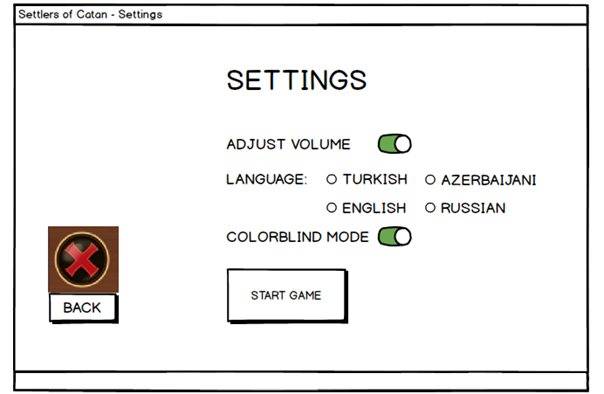 Settlers of Catan - Settings
SETTINGS
ADJUST VOLUME
LANGUAGE: TURKISH AZERBAIJANI
ENGLISH RUSSIAN
COLORBLIND MODE
START GAME
BACK